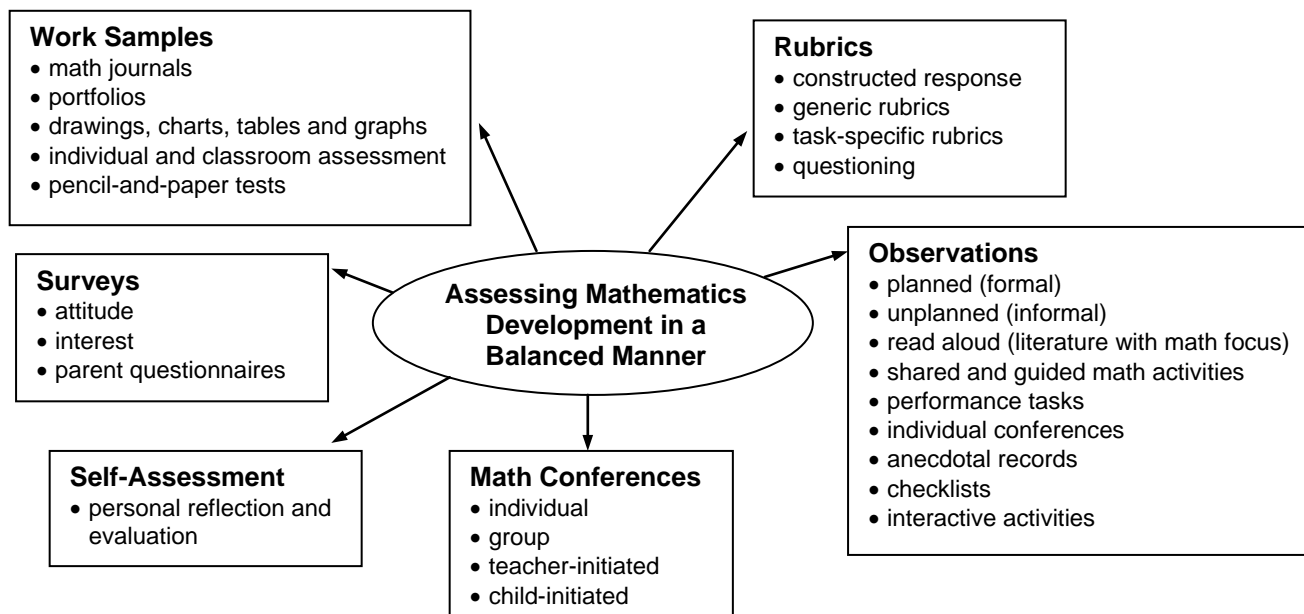 Work Samples
• math journals
• portfolios
• drawings, charts, tables and graphs
• individual and classroom assessment
• pencil-and-paper tests
Rubrics
• constructed response
• generic rubrics
• task-specific rubrics
• questioning
Surveys
• attitude
• interest
• parent questionnaires
Assessing Mathematics
Development in a
Balanced Manner
Observations
• planned (formal)
• unplanned (informal)
• read aloud (literature with math focus)
• shared and guided math activities
• performance tasks
• individual conferences
• anecdotal records
• checklists
• interactive activities
Self-Assessment
• personal reflection and
evaluation
Math Conferences
• individual
• group
• teacher-initiated
• child-initiated